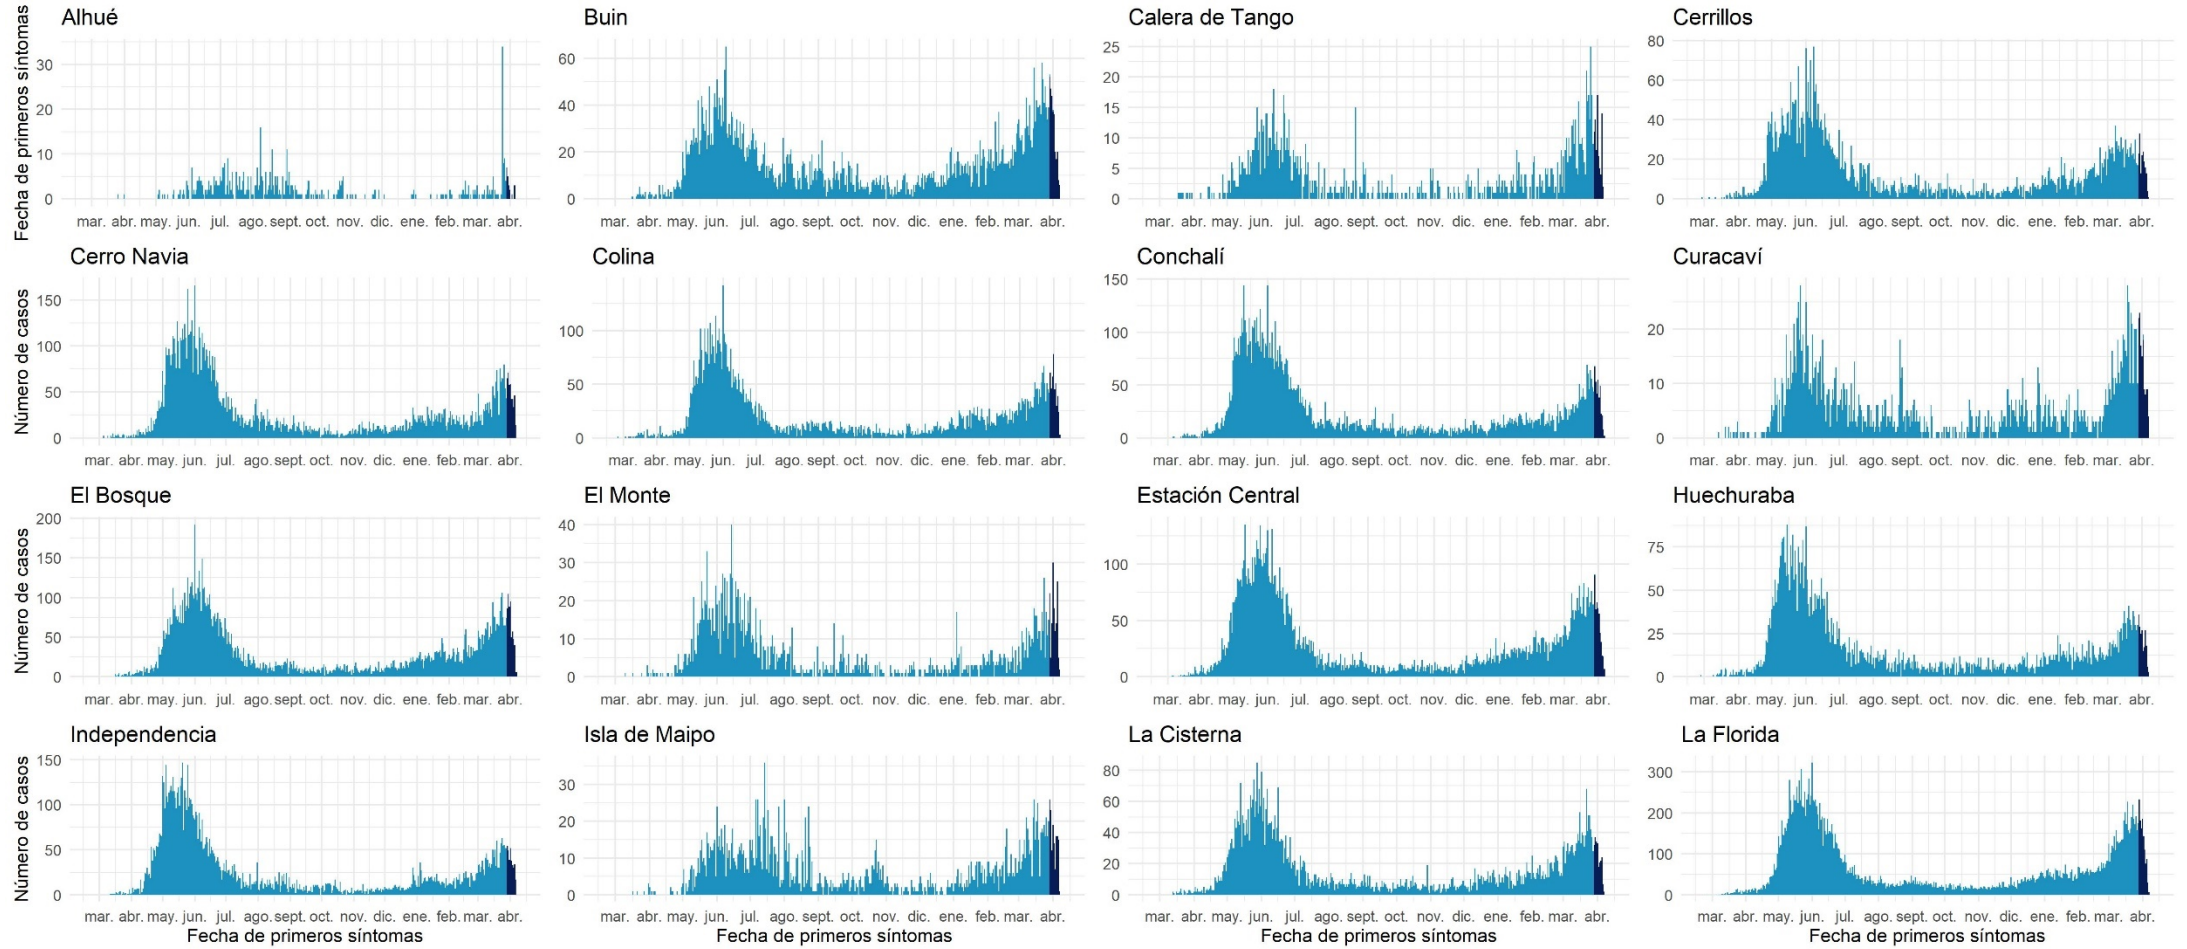 Alhué
Buin
Calera de Tango
Cerrillos
Fecha de primeros síntomas
30
20
10
0
60
40
20
0
25
20
15
10
5
0
80
60
40
20
0
mar. abr. may. jun. jul. ago. sept. oct. nov. dic. ene. feb. mar. abr.
mar. abr. may. jun. jul. ago. sept. oct. nov. dic. ene. feb. mar. abr.
mar. abr. may. jun. jul. ago. sept. oct. nov. dic. ene. feb. mar. abr.
mar. abr. may. jun. jul. ago. sept. oct. nov. dic. ene. feb. mar. abr.
Cerro Navia
Colina
Conchalí
Curacaví
Número de casos
150
100
50
0
100
50
0
150
100
50
0
20
10
0
mar. abr. may. jun. jul. ago. sept. oct. nov. dic. ene. feb. mar. abr.
mar. abr. may. jun. jul. ago. sept. oct. nov. dic. ene. feb. mar. abr.
mar. abr. may. jun. jul. ago. sept. oct. nov. dic. ene. feb. mar. abr.
mar. abr. may. jun. jul. ago. sept. oct. nov. dic. ene. feb. mar. abr.
El Bosque
El Monte
Estación Central
Huechuraba
Número de casos
200
150
100
50
0
40
30
20
10
0
100
50
0
75
50
25
0
mar. abr. may. jun. jul. ago. sept. oct. nov. dic. ene. feb. mar. abr.
mar. abr. may. jun. jul. ago. sept. oct. nov. dic. ene. feb. mar. abr.
mar. abr. may. jun. jul. ago. sept. oct. nov. dic. ene. feb. mar. abr.
mar. abr. may. jun. jul. ago. sept. oct. nov. dic. ene. feb. mar. abr.
Independencia
Isla de Maipo
La Cisterna
La Florida
Número de casos
150
100
50
0
30
20
10
0
80
60
40
20
0
300
200
100
0
mar. abr. may. jun. jul. ago. sept. oct. nov. dic. ene. feb. mar. abr.
mar. abr. may. jun. jul. ago. sept. oct. nov. dic. ene. feb. mar. abr.
mar. abr. may. jun. jul. ago. sept. oct. nov. dic. ene. feb. mar. abr.
mar. abr. may. jun. jul. ago. sept. oct. nov. dic. ene. feb. mar. abr.
Fecha de primeros síntomas
Fecha de primeros síntomas
Fecha de primeros síntomas
Fecha de primeros síntomas